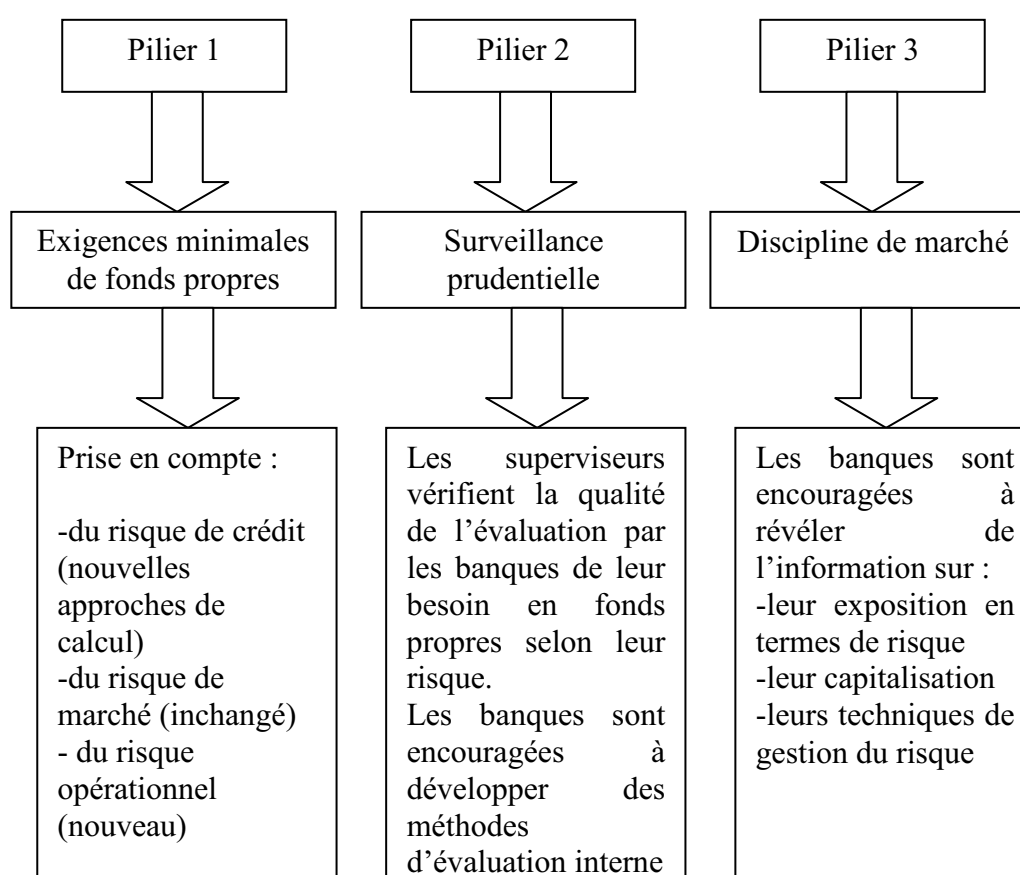 Pilier 1
Pilier 2
Pilier 3
Exigences minimales
de fonds propres
Surveillance
prudentielle
Discipline de marché
Prise en compte :
-du risque de crédit
(nouvelles
approches de
calcul)
-du risque de
marché (inchangé)
- du risque
opérationnel
(nouveau)
Les superviseurs
vérifient la qualité
de l’évaluation par
les banques de leur
besoin en fonds
propres selon leur
risque.
Les banques sont
encouragées à
développer des
méthodes
d’évaluation interne
Les banques sont
encouragées à
révéler de
l’information sur :
-leur exposition en
termes de risque
-leur capitalisation
-leurs techniques de
gestion du risque